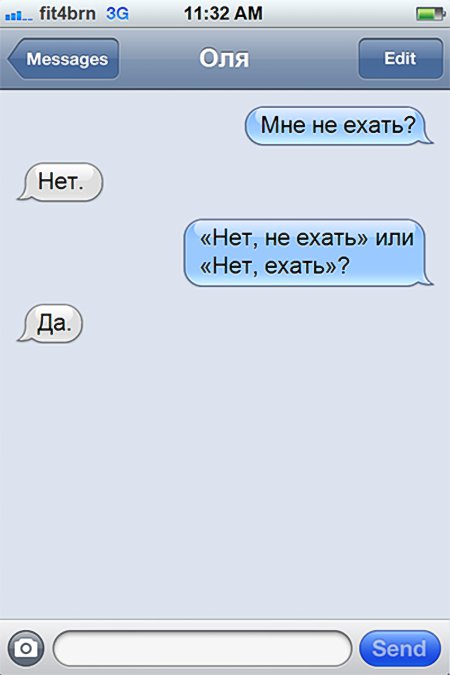 fit4brn 3G 11:32 AM
Messages Оля Edit
Мне не ехать?
Нет.
«Нет, не ехать» или
«Нет, ехать»?
Да.
Send